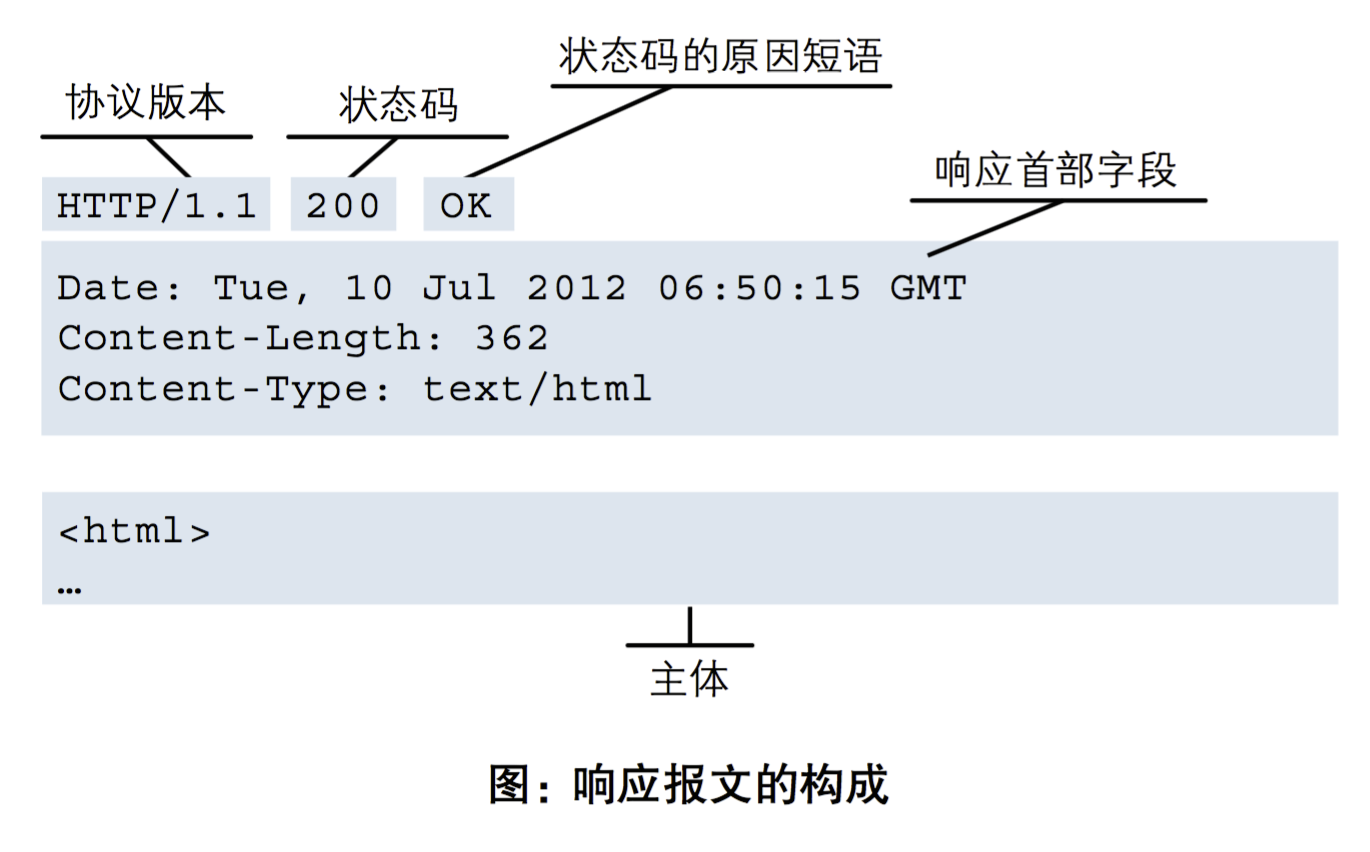 状态码的原因短语
协议版本 状态码
响应首部字段
HTTP/1.1 200 OK
Date: Tue, 10 Jul 2012 06:50:15 GMT
Content-Length: 362
Content-Type: text/html
<html>
…
主体
图：响应报文的构成